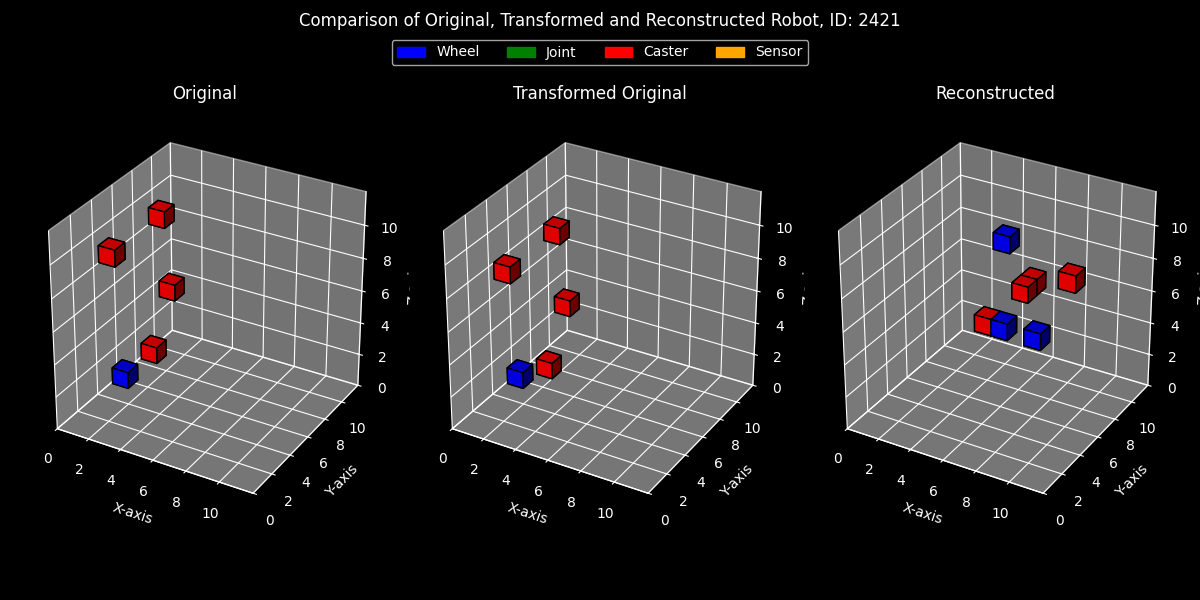 Comparison of Original, Transformed and Reconstructed Robot, ID: 2421
Wheel Joint Caster Sensor
Original Transformed Original Reconstructed
10 10 10
8 8 8
6 6 6
4 4 4
2 2 2
0 0 0
10 10 10
8 8 8
6 6 6
4 4 4
2 2 2
0 0 0
0 2 4 6 8 10 0 2 4 6 8 10 0 2 4 6 8 10
X-axis Y-axis X-axis Y-axis X-axis Y-axis